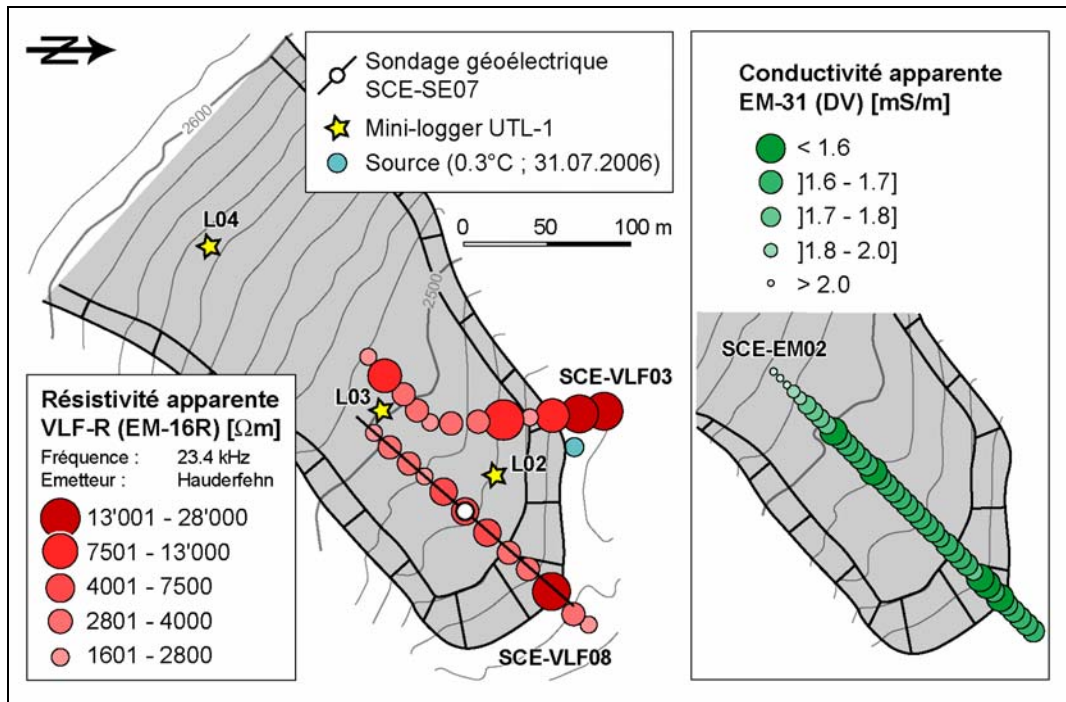 N
Sondage géoélectrique
SCE-SE07
Mini-logger UTL-1
Source (0.3°C ; 31.07.2006)
0 50 100 m
2600
L04
2500
SCE-VLF03
L03
L02
SCE-VLF08
Résistivité apparente
VLF-R (EM-16R) [Ωm]
Fréquence : 23.4 kHz
Emetteur : Hauderfehn
13'001 - 28'000
7501 - 13'000
4001 - 7500
2801 - 4000
1601 - 2800
Conductivité apparente
EM-31 (DV) [mS/m]
< 1.6
]1.6 - 1.7]
]1.7 - 1.8]
]1.8 - 2.0]
> 2.0
SCE-EM02